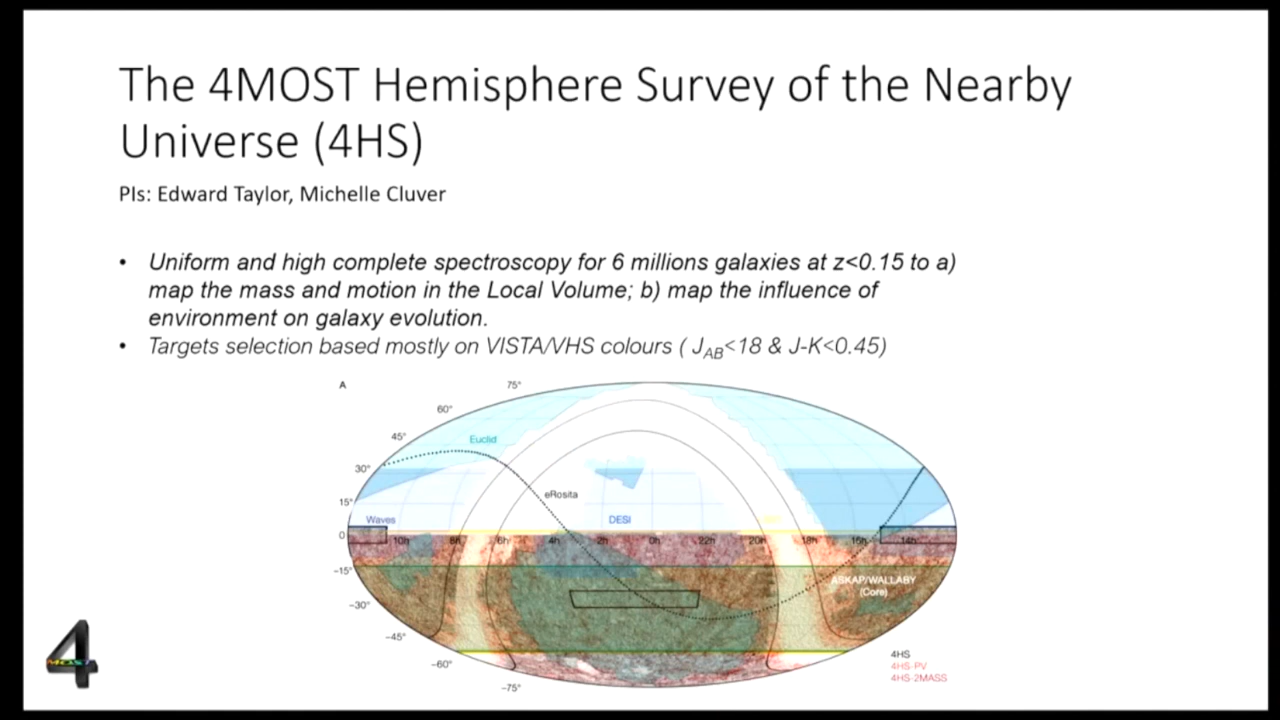 The 4MOST Hemisphere Survey of the Nearby
Universe (4HS)
PIs: Edward Taylor, Michelle Cluver
• Uniform and high complete spectroscopy for 6 millions galaxies at z<0.15 to a)
map the mass and motion in the Local Volume; b) map the influence of
environment on galaxy evolution.
• Targets selection based mostly on VISTA/VHS colours ( J_AB<18 & J-K<0.45)
A
75°
60°
45°
Euclid
30°
eRosita
15°
Waves
DESI
0
10h 8h 6h 4h 2h 0h 22h 20h 18h 16h 14h
-15°
ASKAP/WALLABY
(Core)
-30°
-45°
4HS
-60°
4HS-PV
4HS-2MASS
-75°
4
MOST